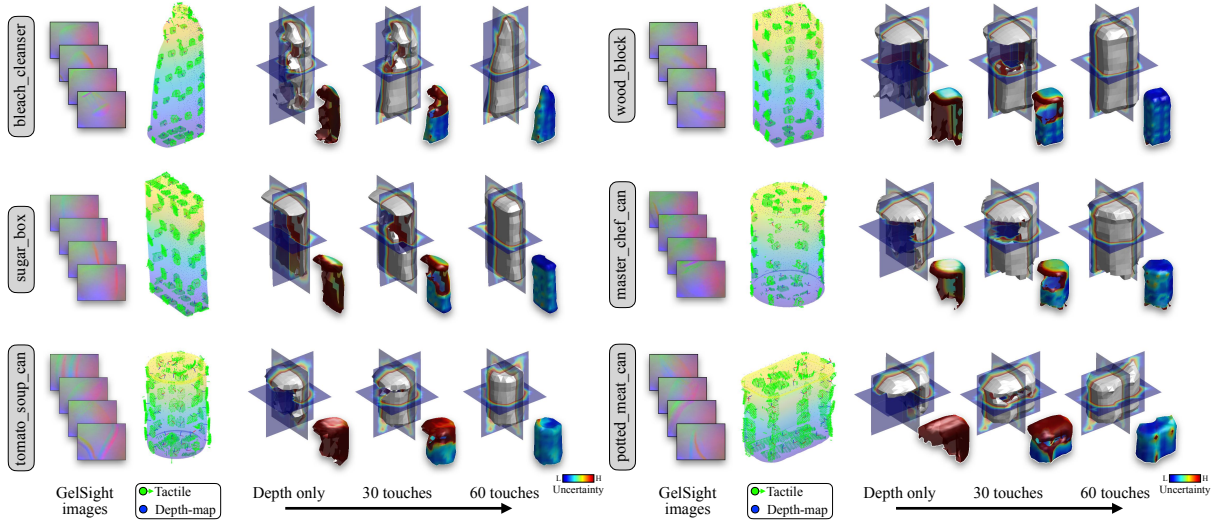 bleach_cleanser
wood_block
sugar_box
master_chef_can
tomato_soup_can
potted_meat_can
GelSight
images
Tactile
Depth-map
Depth only
30 touches
60 touches
L
H
Uncertainty
GelSight
images
Tactile
Depth-map
Depth only
30 touches
60 touches
L
H
Uncertainty